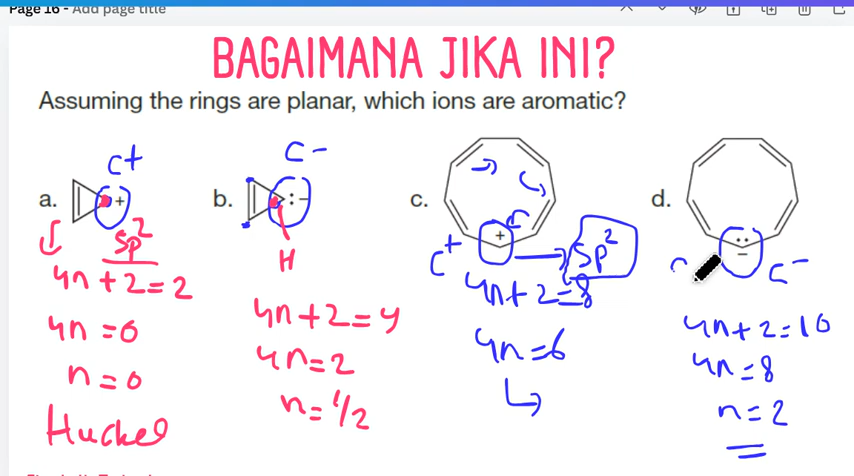 Page 16 - Add page title
BAGAIMANA JIKA INI?
Assuming the rings are planar, which ions are aromatic?
a.
C+
+
sp²
4n + 2 = 2
4n = 0
n = 0
Huckel
b.
C-
: -
H
4n + 2 = 4
4n = 2
n = 1/2
c.
+
C+
sp²
4n + 2 = 8
4n = 6
d.
-
C-
4n + 2 = 10
4n = 8
n = 2